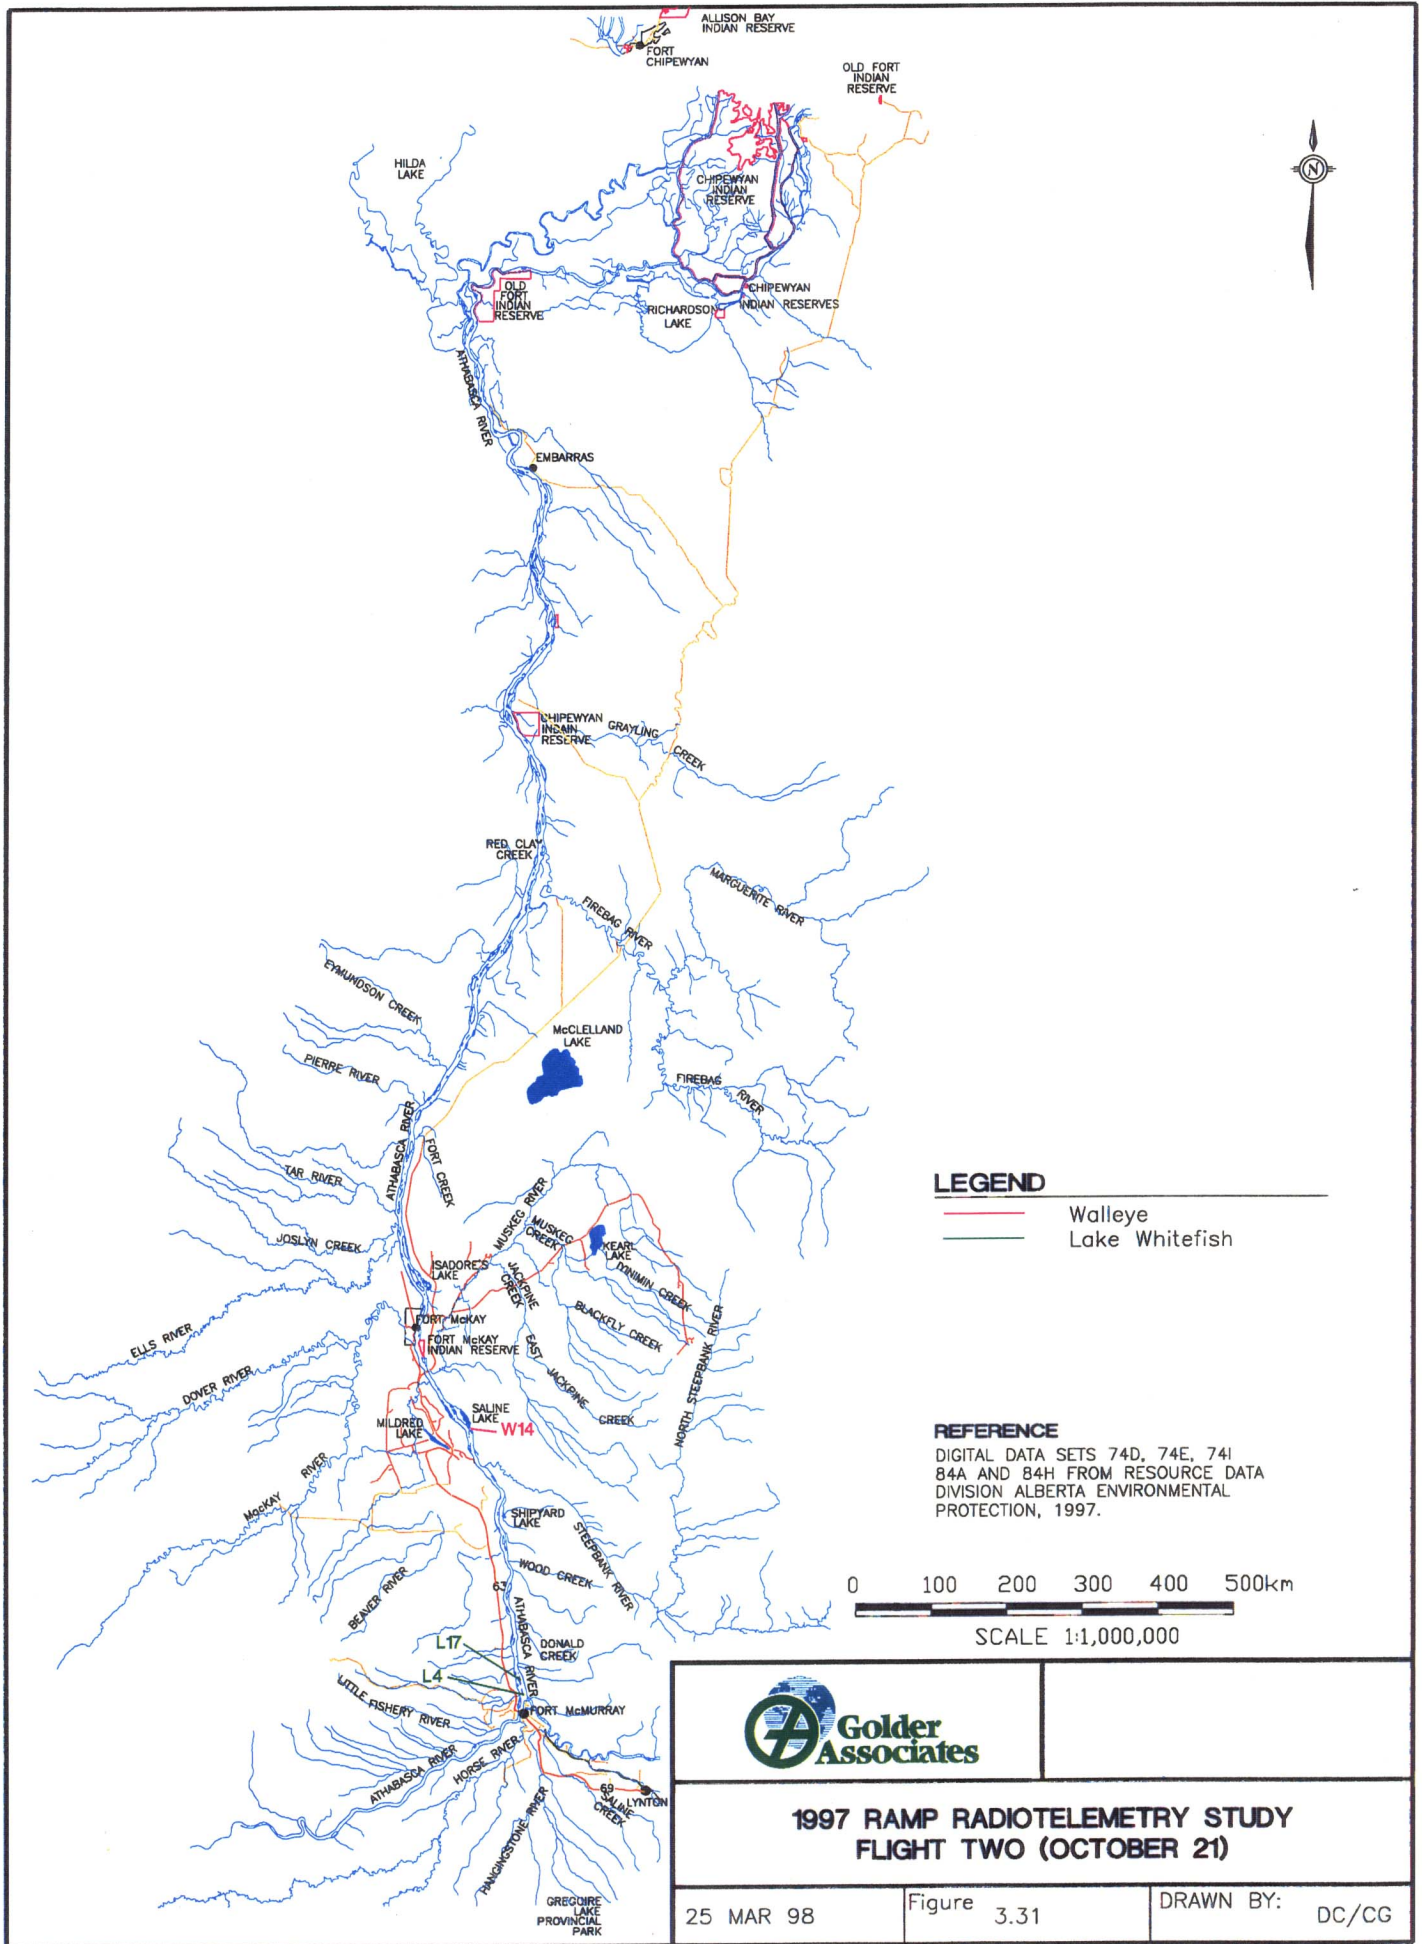 ALLISON BAY
INDIAN RESERVE
FORT
CHIPEWYAN
OLD FORT
INDIAN
RESERVE
N
HILDA
LAKE
CHIPEWYAN
INDIAN
RESERVE
OLD
FORT
INDIAN
RESERVE
CHIPEWYAN
INDIAN RESERVES
RICHARDSON
LAKE
ATHABASCA RIVER
EMBARRAS
CHIPEWYAN
INDAIN
RESERVE
GRAYLING CREEK
RED CLAY
CREEK
MARGUERITE RIVER
FIREBAG RIVER
EYMUNDSON CREEK
McCLELLAND
LAKE
PIERRE RIVER
FIREBAG RIVER
ATHABASCA RIVER
FORT CREEK
TAR RIVER
LEGEND
Walleye
Lake Whitefish
MUSKEG RIVER
MUSKEG
CREEK
JOSLYN CREEK
KEARL
LAKE
ISADORE'S
LAKE
JACKPINE
CREEK
IYINIMIN CREEK
BLACKFLY CREEK
FORT McKAY
FORT McKAY
INDIAN RESERVE
ELLS RIVER
EAST JACKPINE CREEK
DOVER RIVER
NORTH STEEPBANK RIVER
SALINE
LAKE
W14
MILDRED
LAKE
REFERENCE
DIGITAL DATA SETS 74D, 74E, 74I
84A AND 84H FROM RESOURCE DATA
DIVISION ALBERTA ENVIRONMENTAL
PROTECTION, 1997.
MacKAY RIVER
SHIPYARD
LAKE
STEEPBANK RIVER
WOOD CREEK
BEAVER RIVER
63
ATHABASCA RIVER
0 100 200 300 400 500km
SCALE 1:1,000,000
L17
DONALD
CREEK
L4
LITTLE FISHERY RIVER
FORT McMURRAY
ATHABASCA RIVER
HORSE RIVER
69
LYNTON
SALINE
CREEK
HANGINGSTONE RIVER
GREGOIRE
LAKE
PROVINCIAL
PARK
Golder
Associates
1997 RAMP RADIOTELEMETRY STUDY
FLIGHT TWO (OCTOBER 21)
25 MAR 98
Figure 3.31
DRAWN BY: DC/CG